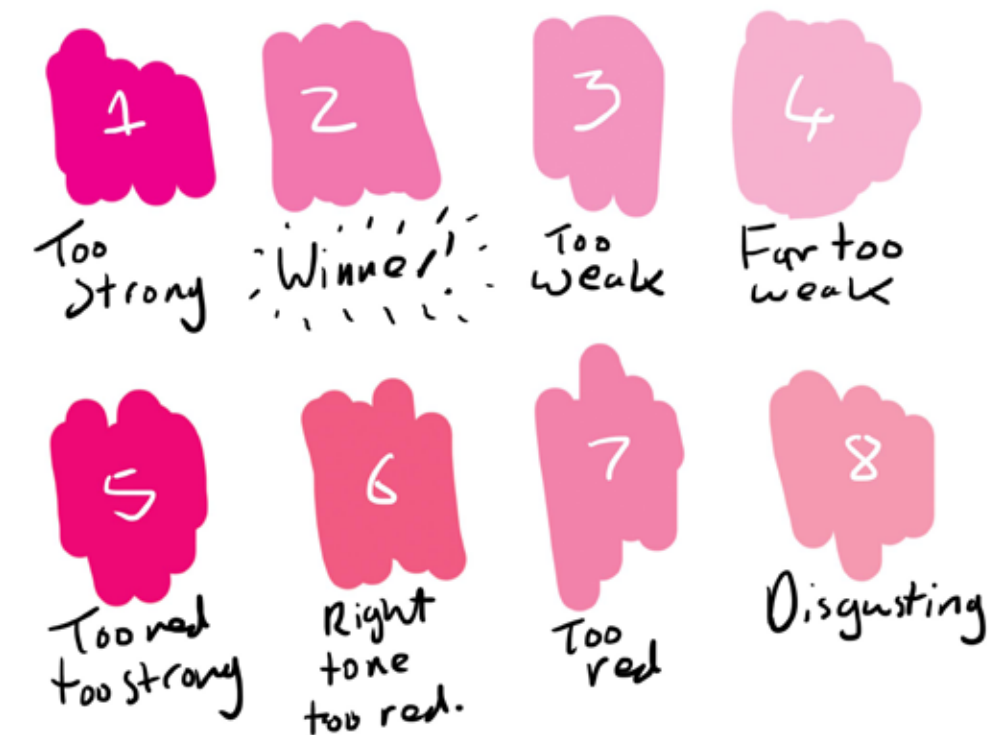 1
2
3
4
Too
strong
Winner!
Too
weak
Far too
weak
5
6
7
8
Too red
too strong
Right
tone
too red.
Too
red
Disgusting